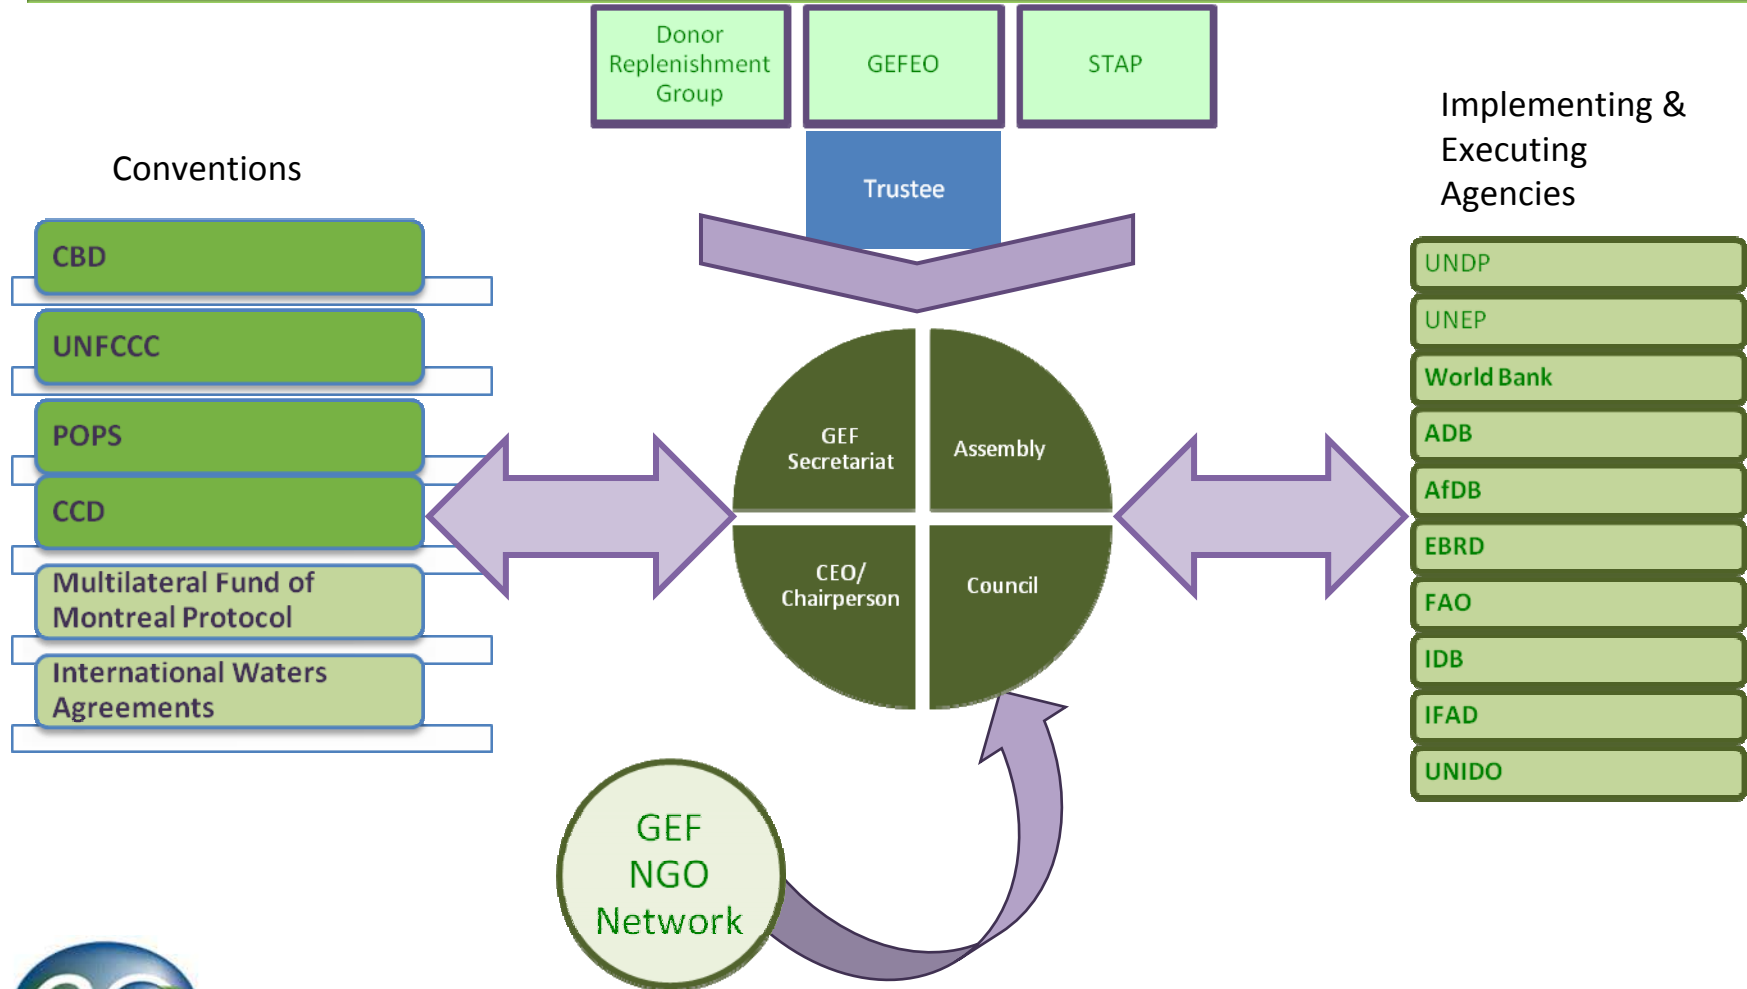 Donor
Replenishment
Group
GEFEO
STAP
Trustee
Conventions
CBD
UNFCCC
POPS
CCD
Multilateral Fund of
Montreal Protocol
International Waters
Agreements
GEF
Secretariat
Assembly
CEO/
Chairperson
Council
GEF
NGO
Network
Implementing &
Executing
Agencies
UNDP
UNEP
World Bank
ADB
AfDB
EBRD
FAO
IDB
IFAD
UNIDO